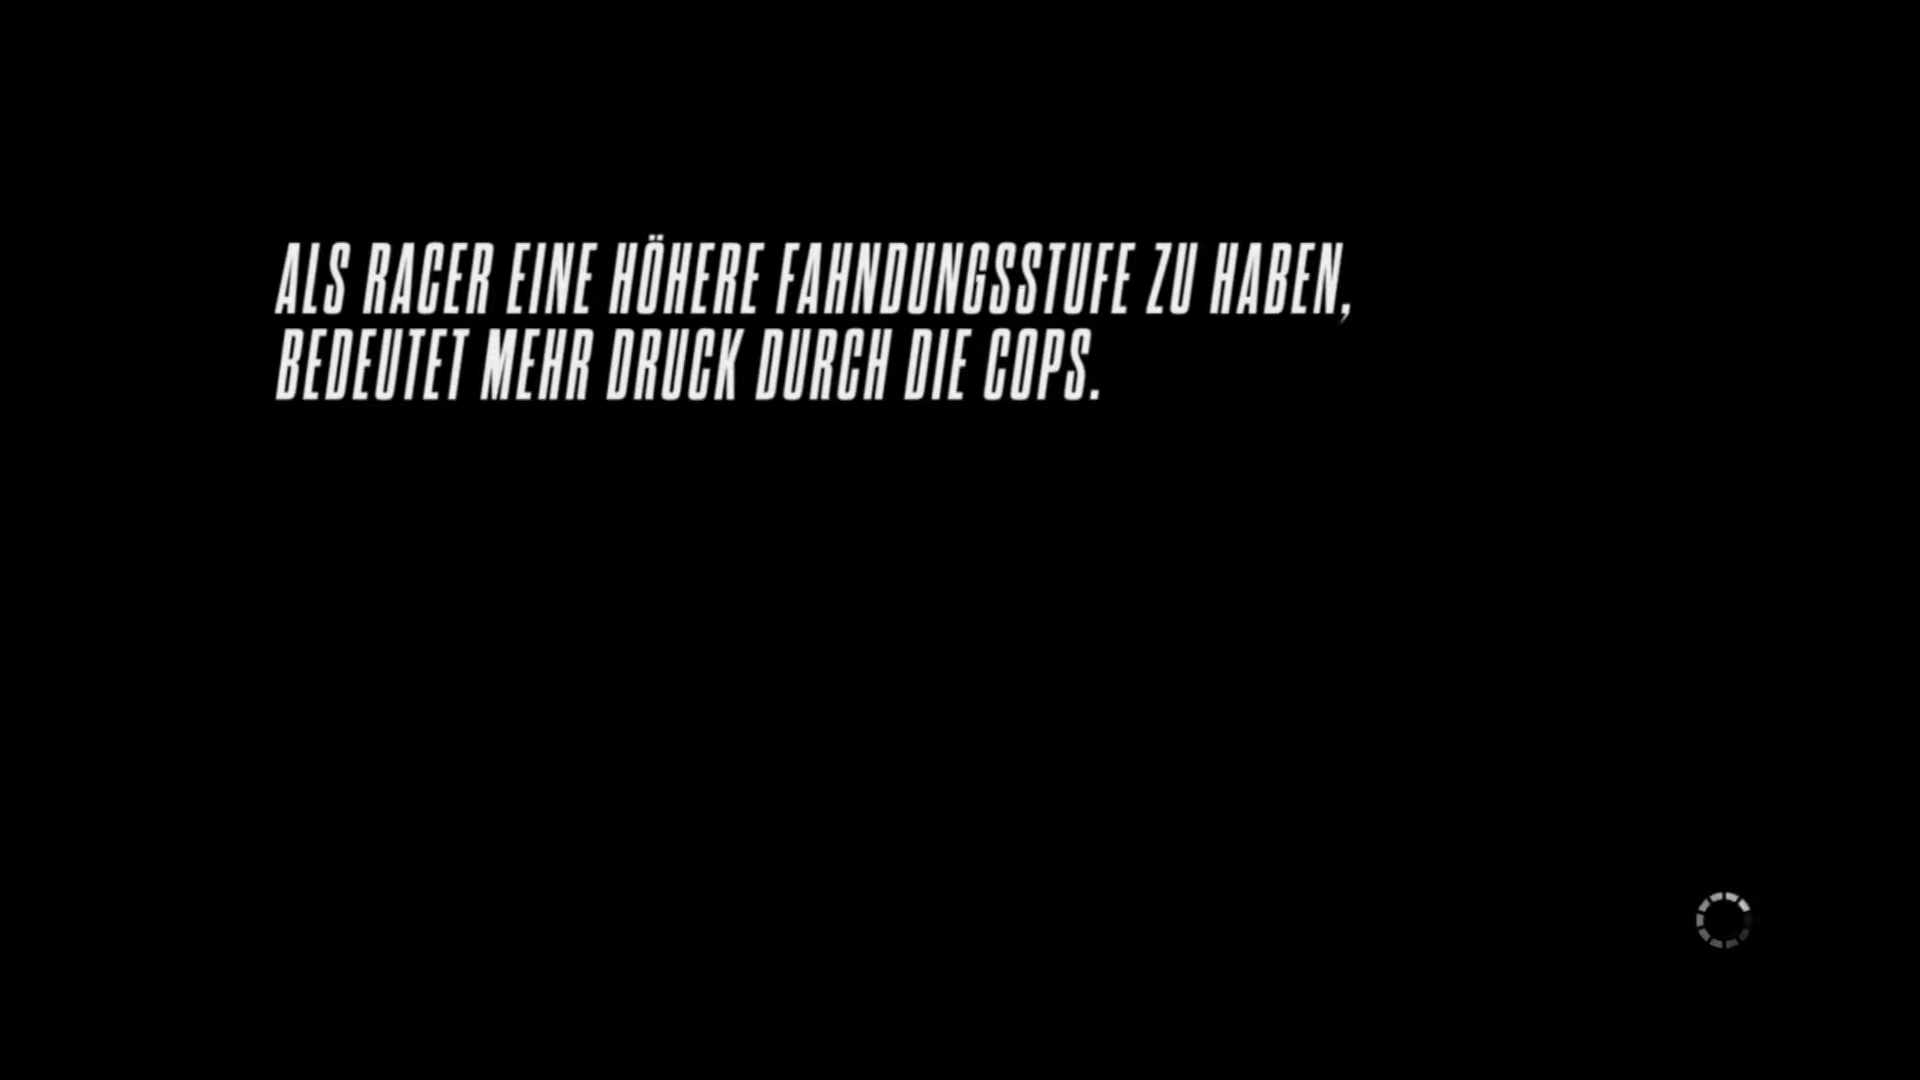 ALS RACER EINE HÖHERE FAHNDUNGSSTUFE ZU HABEN,
BEDEUTET MEHR DRUCK DURCH DIE COPS.